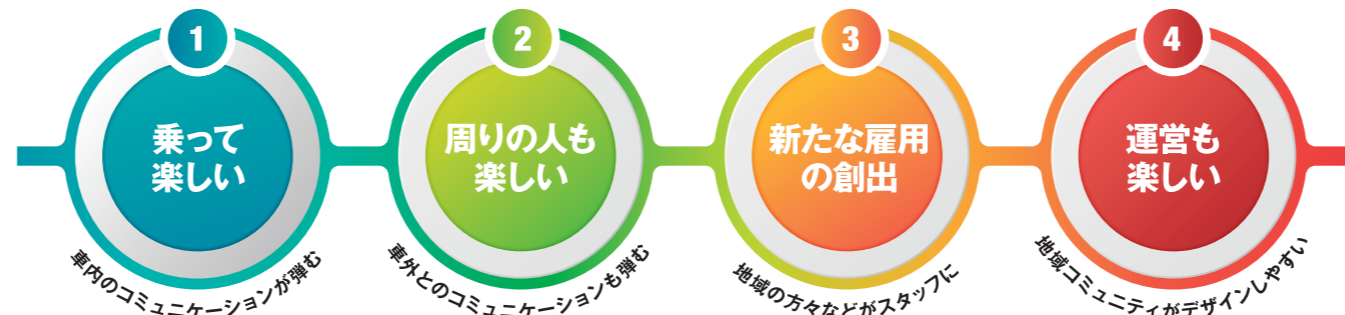 1
乗って
楽しい
車内のコミュニケーションが弾む
2
周りの人も
楽しい
車外とのコミュニケーションも弾む
3
新たな雇用
の創出
地域の方々などがスタッフに
4
運営も
楽しい
地域コミュニティがデザインしやすい